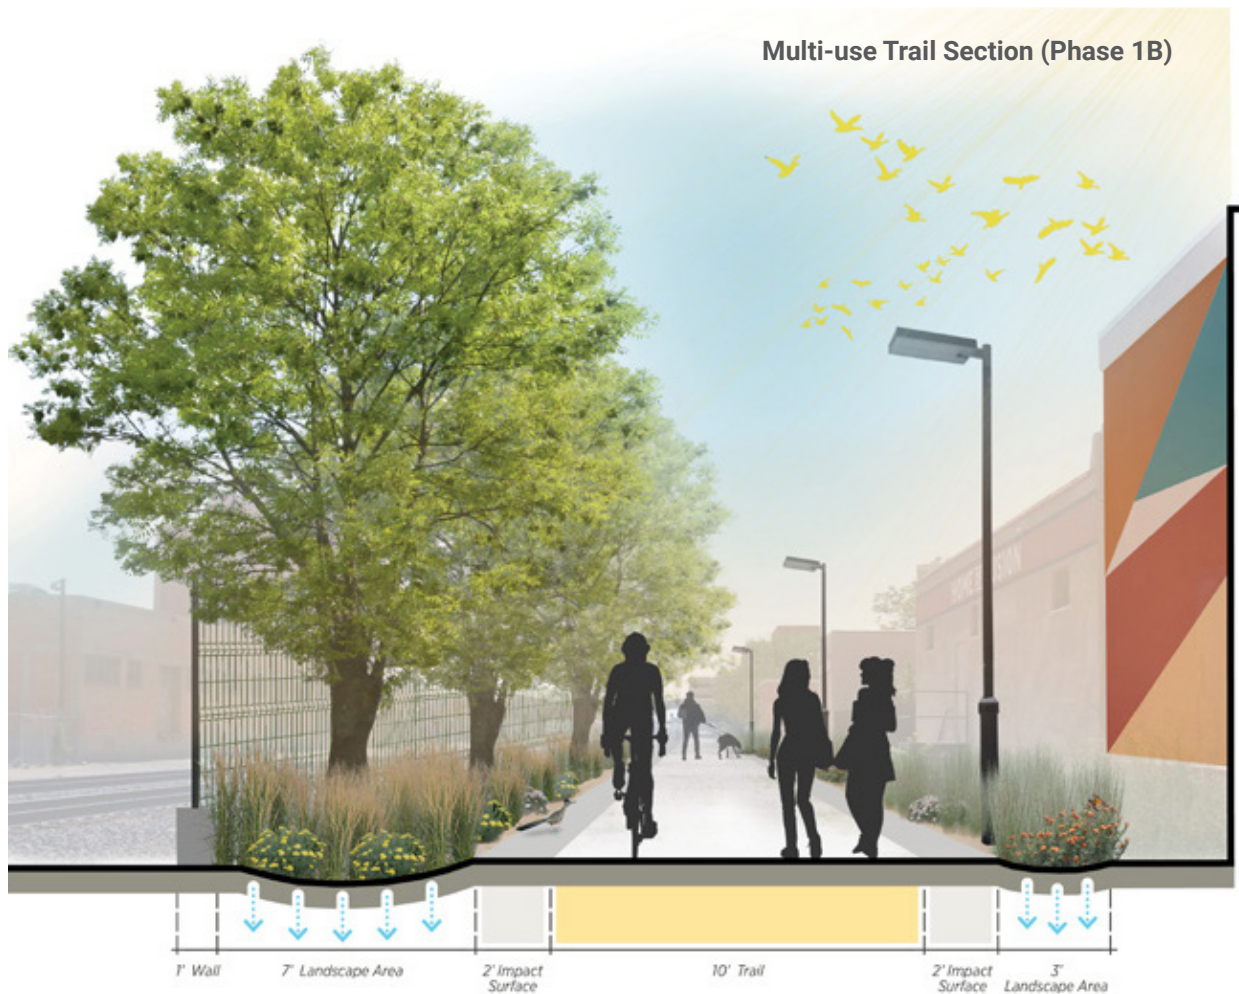 Multi-use Trail Section (Phase 1B)
1' Wall
7' Landscape Area
2' Impact
Surface
10' Trail
2' Impact
Surface
3'
Landscape Area